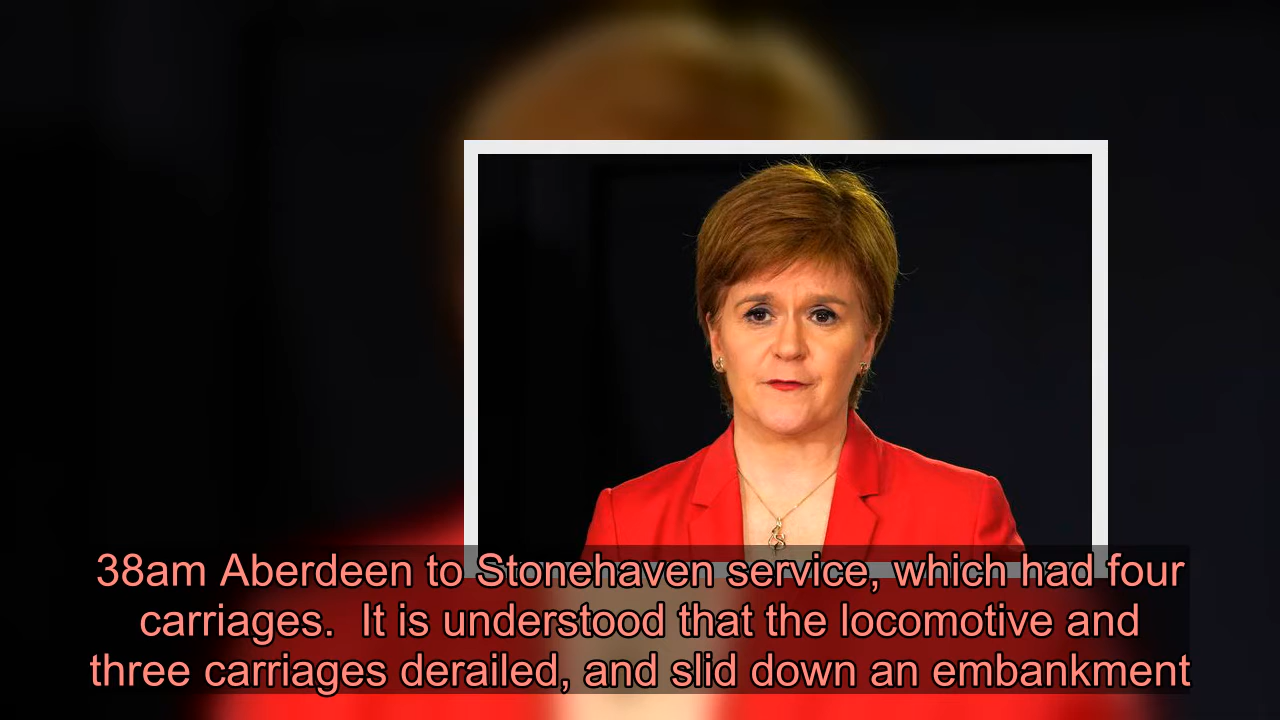 38am Aberdeen to Stonehaven service, which had four
carriages.  It is understood that the locomotive and
three carriages derailed, and slid down an embankment